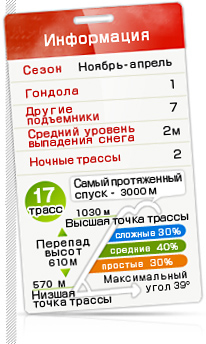 Информация
Сезон Ноябрь-апрель
Гондола 1
Другие
подъемники 7
Средний уровень
выпадения снега 2м
Ночные трассы 2
17
трасс
Самый протяженный
спуск - 3000 м
1030 м
Высшая точка трассы
сложные 30%
Перепад
высот
610 м
средние 40%
простые 30%
570 м
Низшая
точка трассы
Максимальный
угол 39°